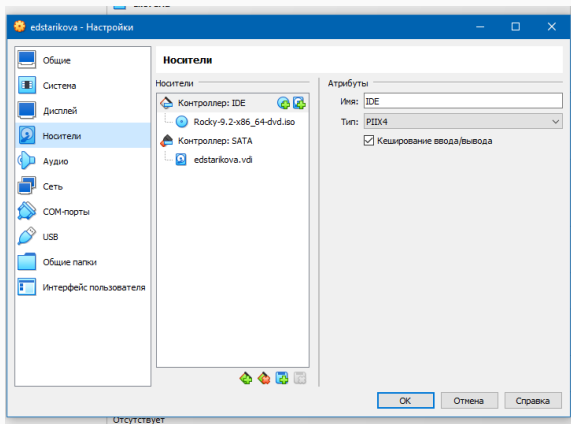 edstarikova - Настройки
Общие
Система
Дисплей
Носители
Аудио
Сеть
COM-порты
USB
Общие папки
Интерфейс пользователя
Носители
Носители
Контроллер: IDE
Rocky-9.2-x86_64-dvd.iso
Контроллер: SATA
edstarikova.vdi
Атрибуты
Имя: IDE
Тип: PIIX4
Кеширование ввода/вывода
OK Отмена Справка
Отсутствует